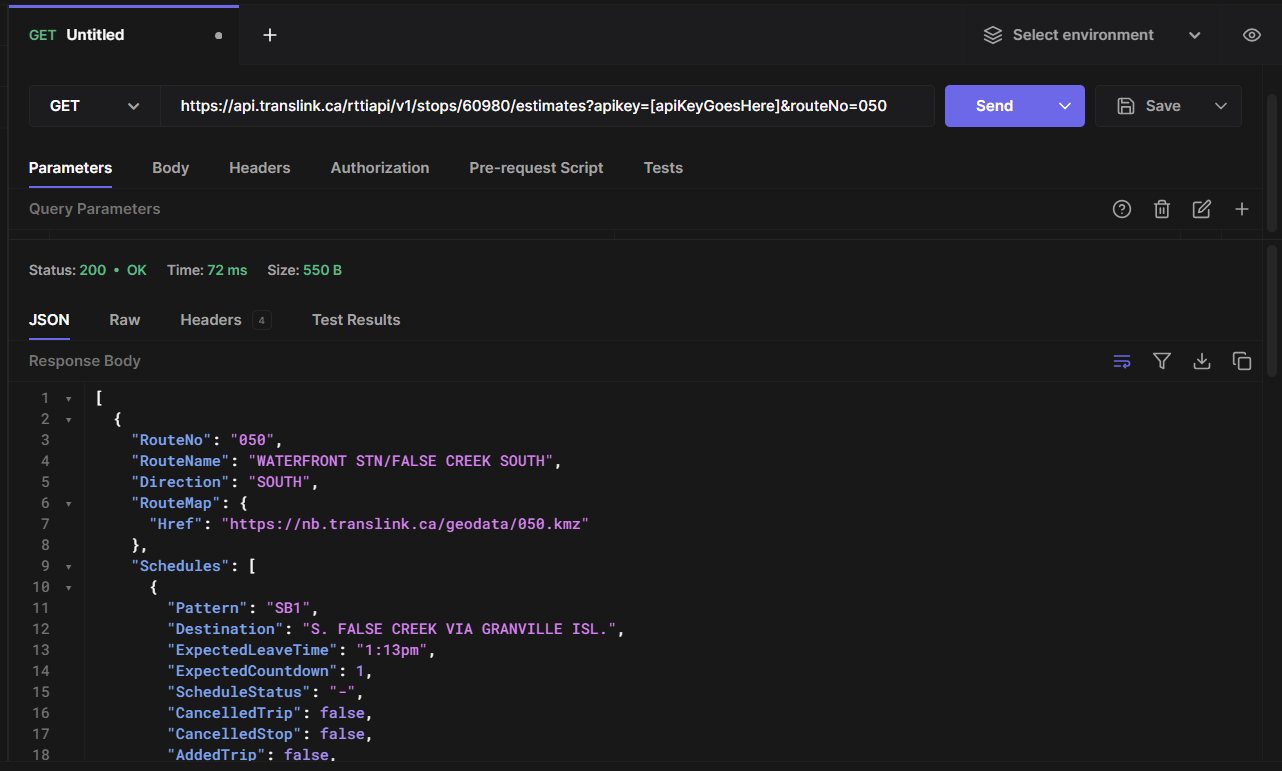 GET Untitled
Select environment
GET https://api.translink.ca/rttiapi/v1/stops/60980/estimates?apikey=[apiKeyGoesHere]&routeNo=050 Send Save
Parameters Body Headers Authorization Pre-request Script Tests
Query Parameters
Status: 200 • OK Time: 72 ms Size: 550 B
JSON Raw Headers 4 Test Results
Response Body
1 [
2 {
3 "RouteNo": "050",
4 "RouteName": "WATERFRONT STN/FALSE CREEK SOUTH",
5 "Direction": "SOUTH",
6 "RouteMap": {
7 "Href": "https://nb.translink.ca/geodata/050.kmz"
8 },
9 "Schedules": [
10 {
11 "Pattern": "SB1",
12 "Destination": "S. FALSE CREEK VIA GRANVILLE ISL.",
13 "ExpectedLeaveTime": "1:13pm",
14 "ExpectedCountdown": 1,
15 "ScheduleStatus": "-",
16 "CancelledTrip": false,
17 "CancelledStop": false,
18 "AddedTrip": false,